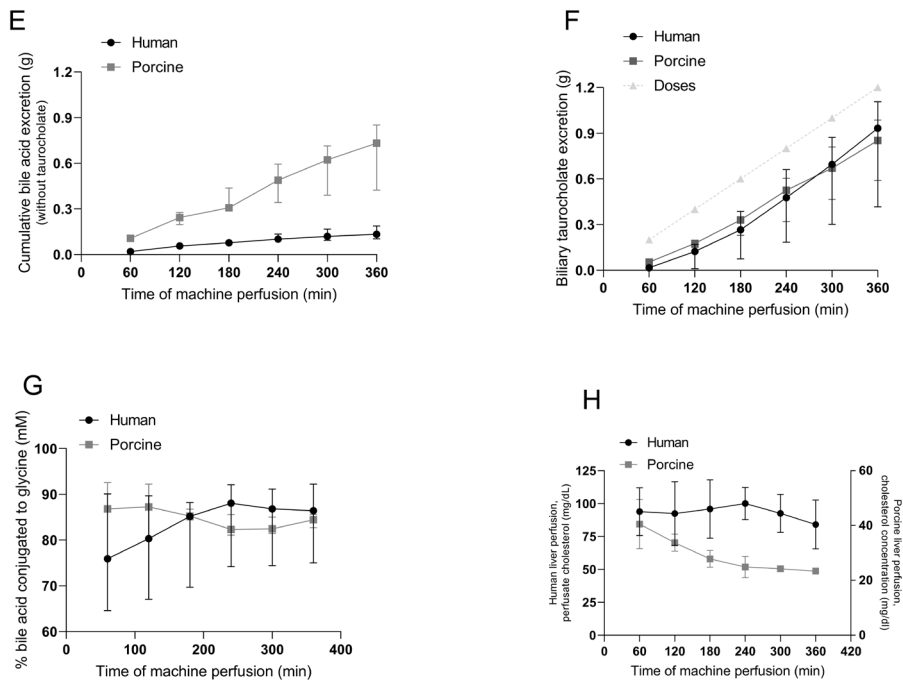 E
Human
Porcine
Cumulative bile acid excretion (g)
(without taurocholate)
1.2
0.9
0.6
0.3
0.0
0 60 120 180 240 300 360
Time of machine perfusion (min)
F
Human
Porcine
Doses
Biliary taurocholate excretion (g)
1.2
0.9
0.6
0.3
0.0
0 60 120 180 240 300 360
Time of machine perfusion (min)
G
Human
Porcine
% bile acid conjugated to glycine (mM)
100
90
80
70
60
0 100 200 300 400
Time of machine perfusion (min)
H
Human
Porcine
Human liver perfusion,
perfusate cholesterol (mg/dL)
125
100
75
50
25
0
0 60 120 180 240 300 360 420
Time of machine perfusion (min)
60
40
20
0
Porcine liver perfusion,
cholesterol concentration (mg/dl)